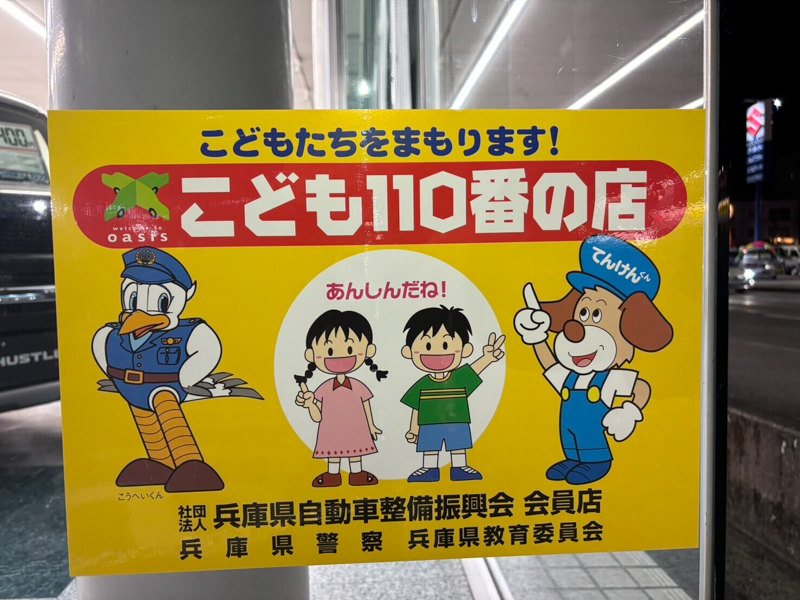 こどもたちをまもります!
こども110番の店
welcome to
oasis
てんけんくん
あんしんだね!
こうへいくん
社団法人 兵庫県自動車整備振興会 会員店
兵庫県警察 兵庫県教育委員会
400
HUSTL